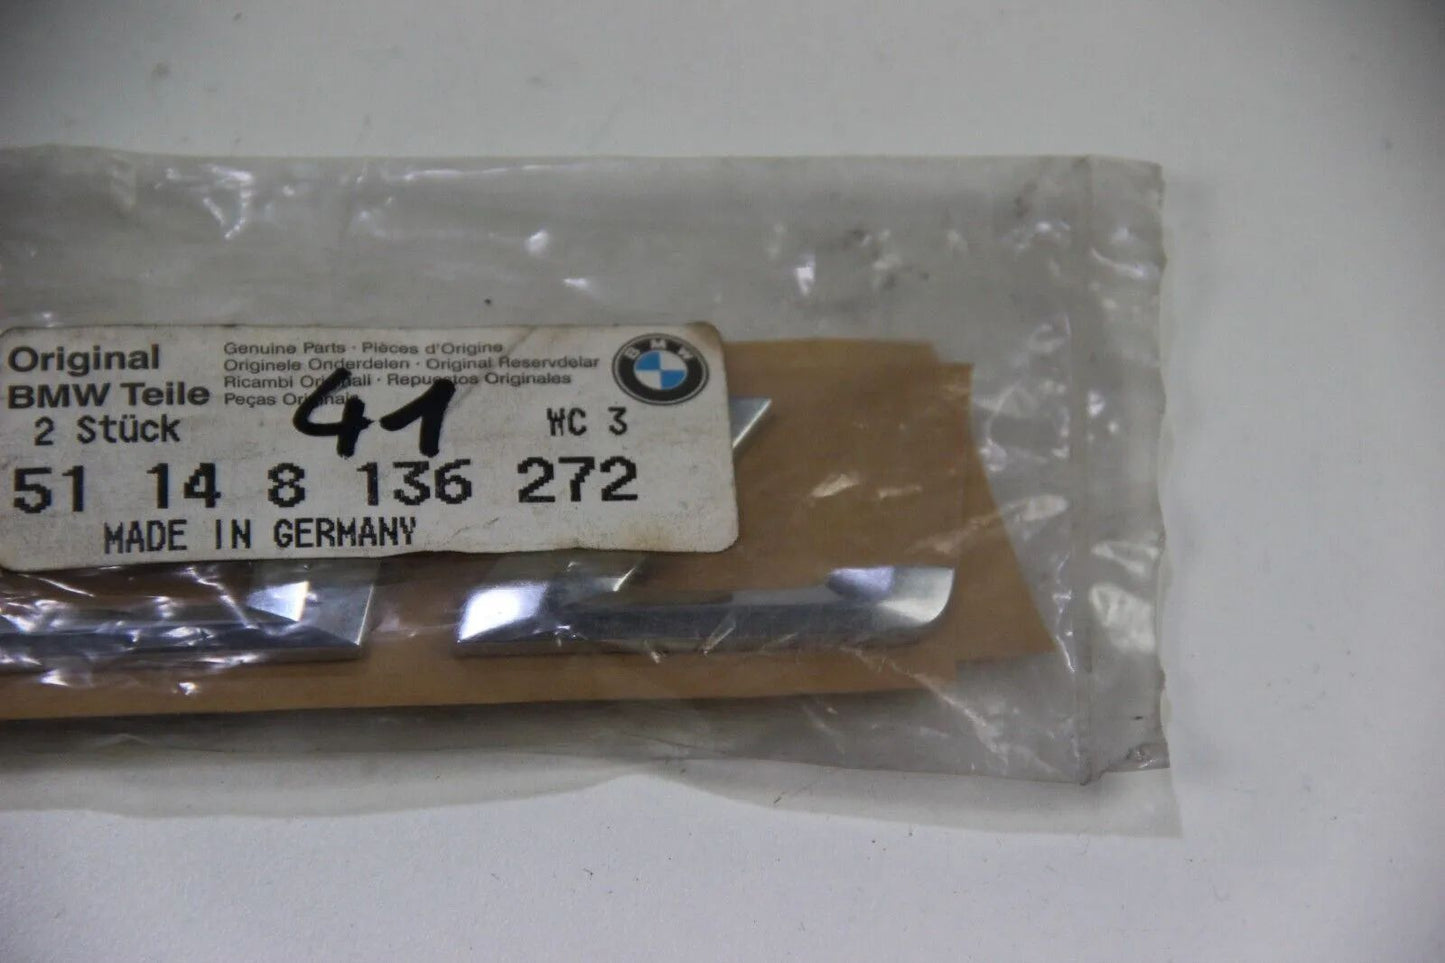 Original
BMW Teile
2 Stück
Genuine Parts · Pièces d'Origine
Originele Onderdelen · Original Reservdelar
Ricambi Originali · Repuestos Originales
Peças Originais
BMW
41
WC 3
51 14 8 136 272
MADE IN GERMANY